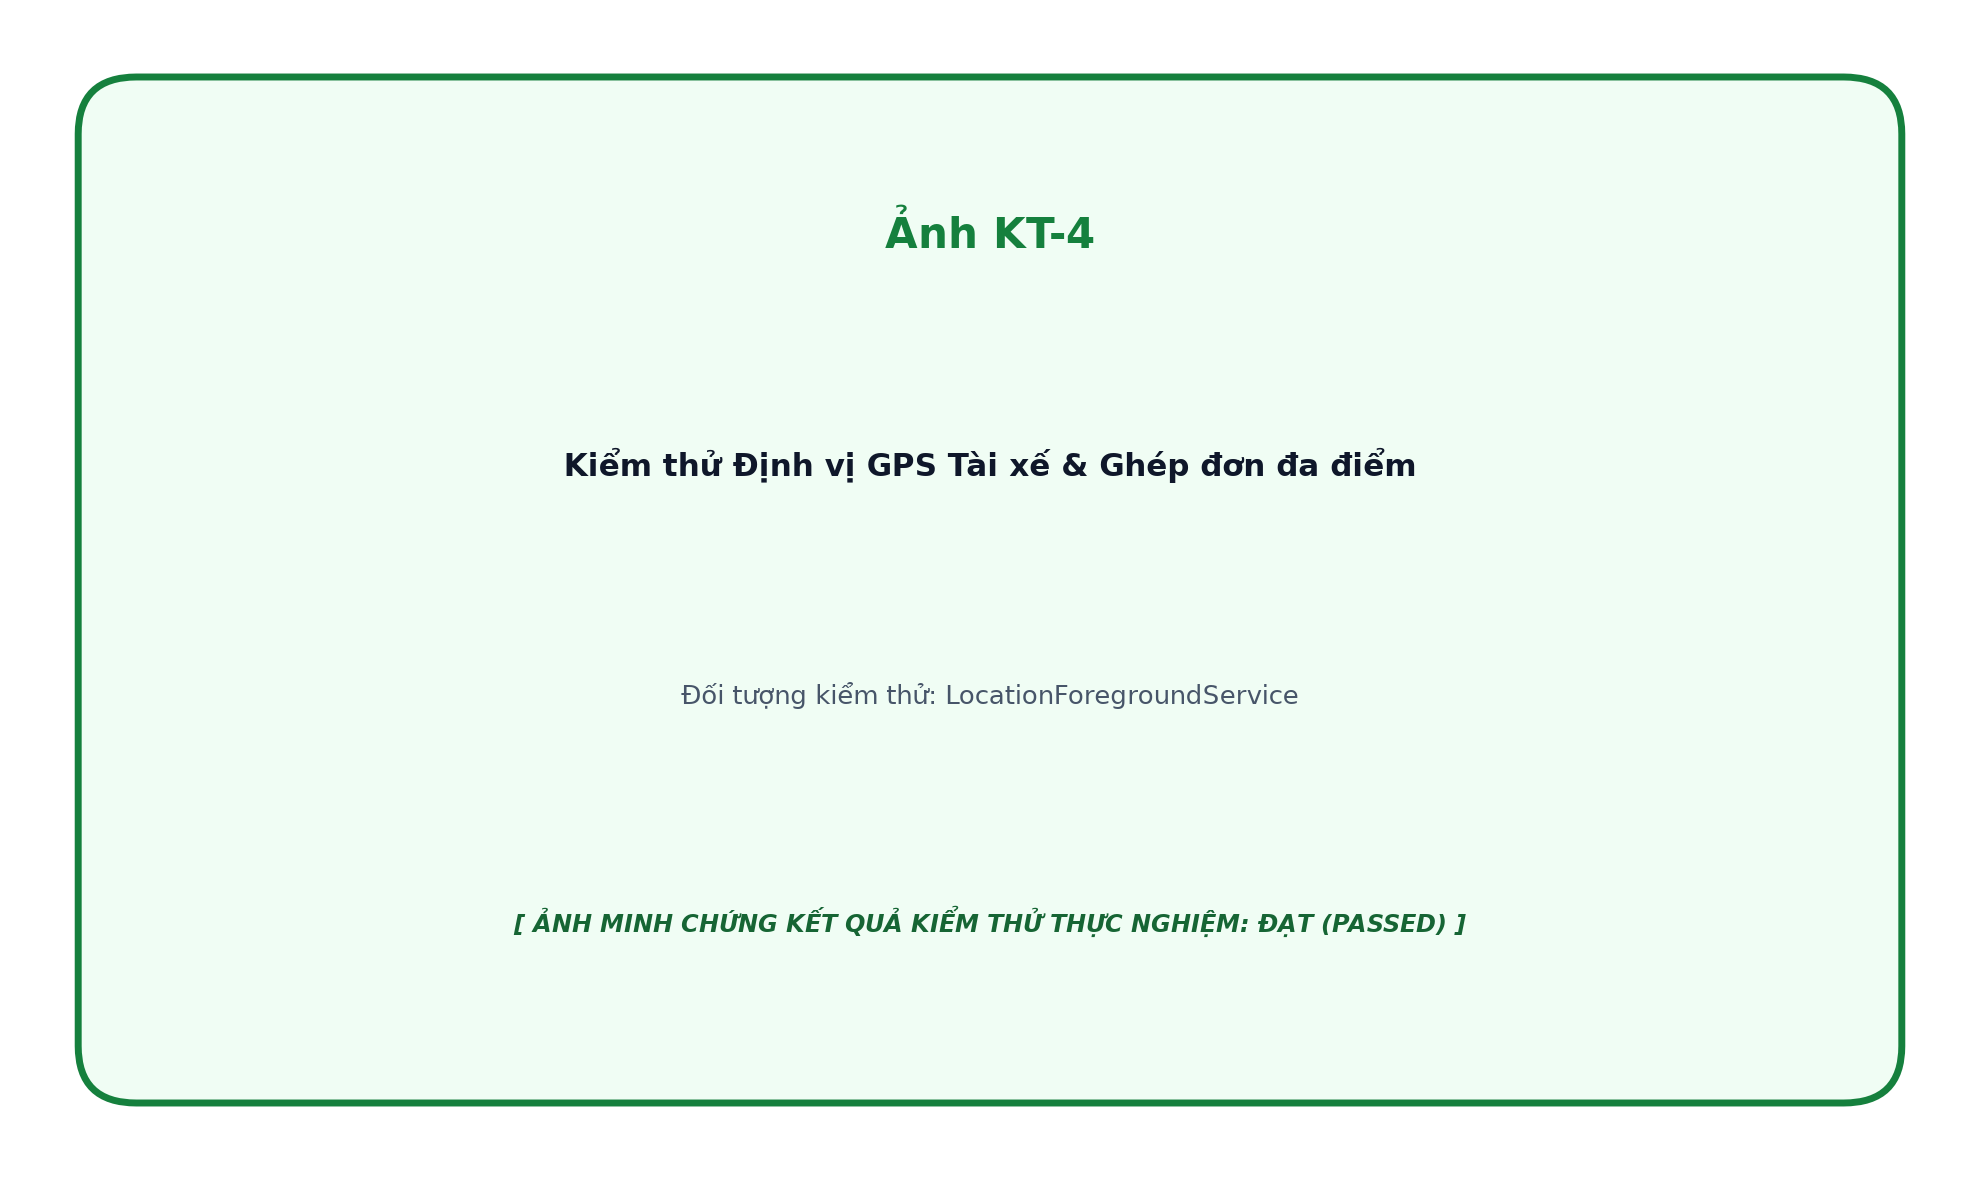 Ảnh KT-4
Kiểm thử Định vị GPS Tài xế & Ghép đơn đa điểm
Đối tượng kiểm thử: LocationForegroundService
[ ẢNH MINH CHỨNG KẾT QUẢ KIỂM THỬ THỰC NGHIỆM: ĐẠT (PASSED) ]